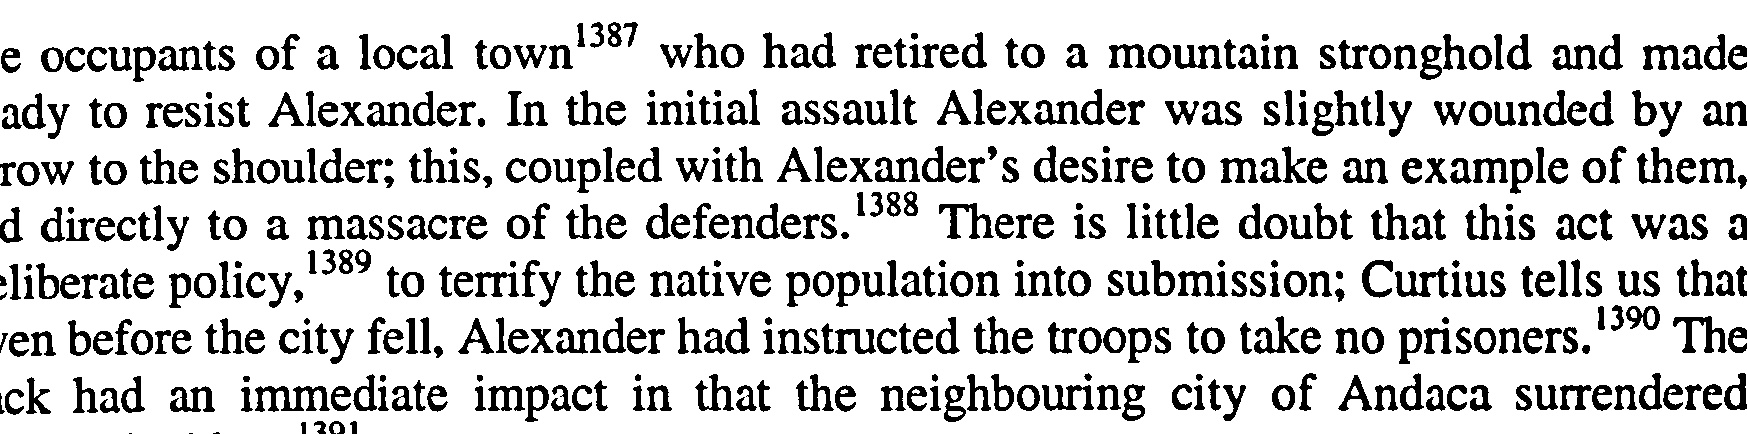 e occupants of a local town1387 who had retired to a mountain stronghold and made
ady to resist Alexander. In the initial assault Alexander was slightly wounded by an
rrow to the shoulder; this, coupled with Alexander's desire to make an example of them,
d directly to a massacre of the defenders.1388 There is little doubt that this act was a
eliberate policy,1389 to terrify the native population into submission; Curtius tells us that
ven before the city fell, Alexander had instructed the troops to take no prisoners.1390 The
ack had an immediate impact in that the neighbouring city of Andaca surrendered
1391